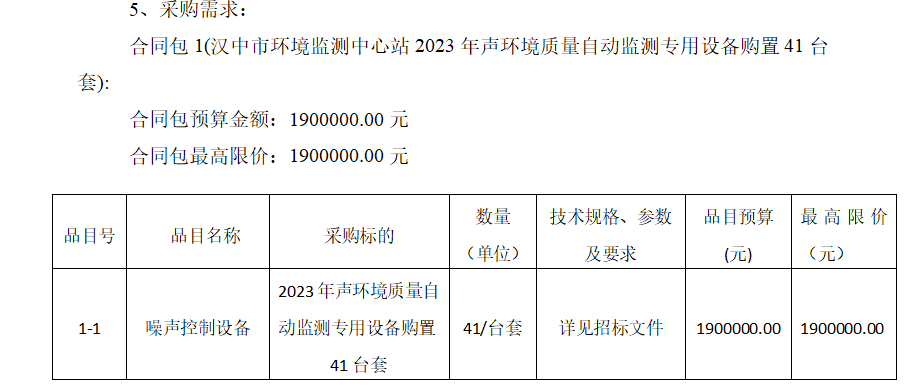 5、采购需求：
合同包 1(汉中市环境监测中心站 2023 年声环境质量自动监测专用设备购置 41 台
套):
合同包预算金额：1900000.00 元
合同包最高限价：1900000.00 元
品目号 品目名称 采购标的 数量（单位） 技术规格、参数及要求 品目预算(元) 最高限价（元）
1-1 噪声控制设备 2023 年声环境质量自动监测专用设备购置 41 台套 41/台套 详见招标文件 1900000.00 1900000.00